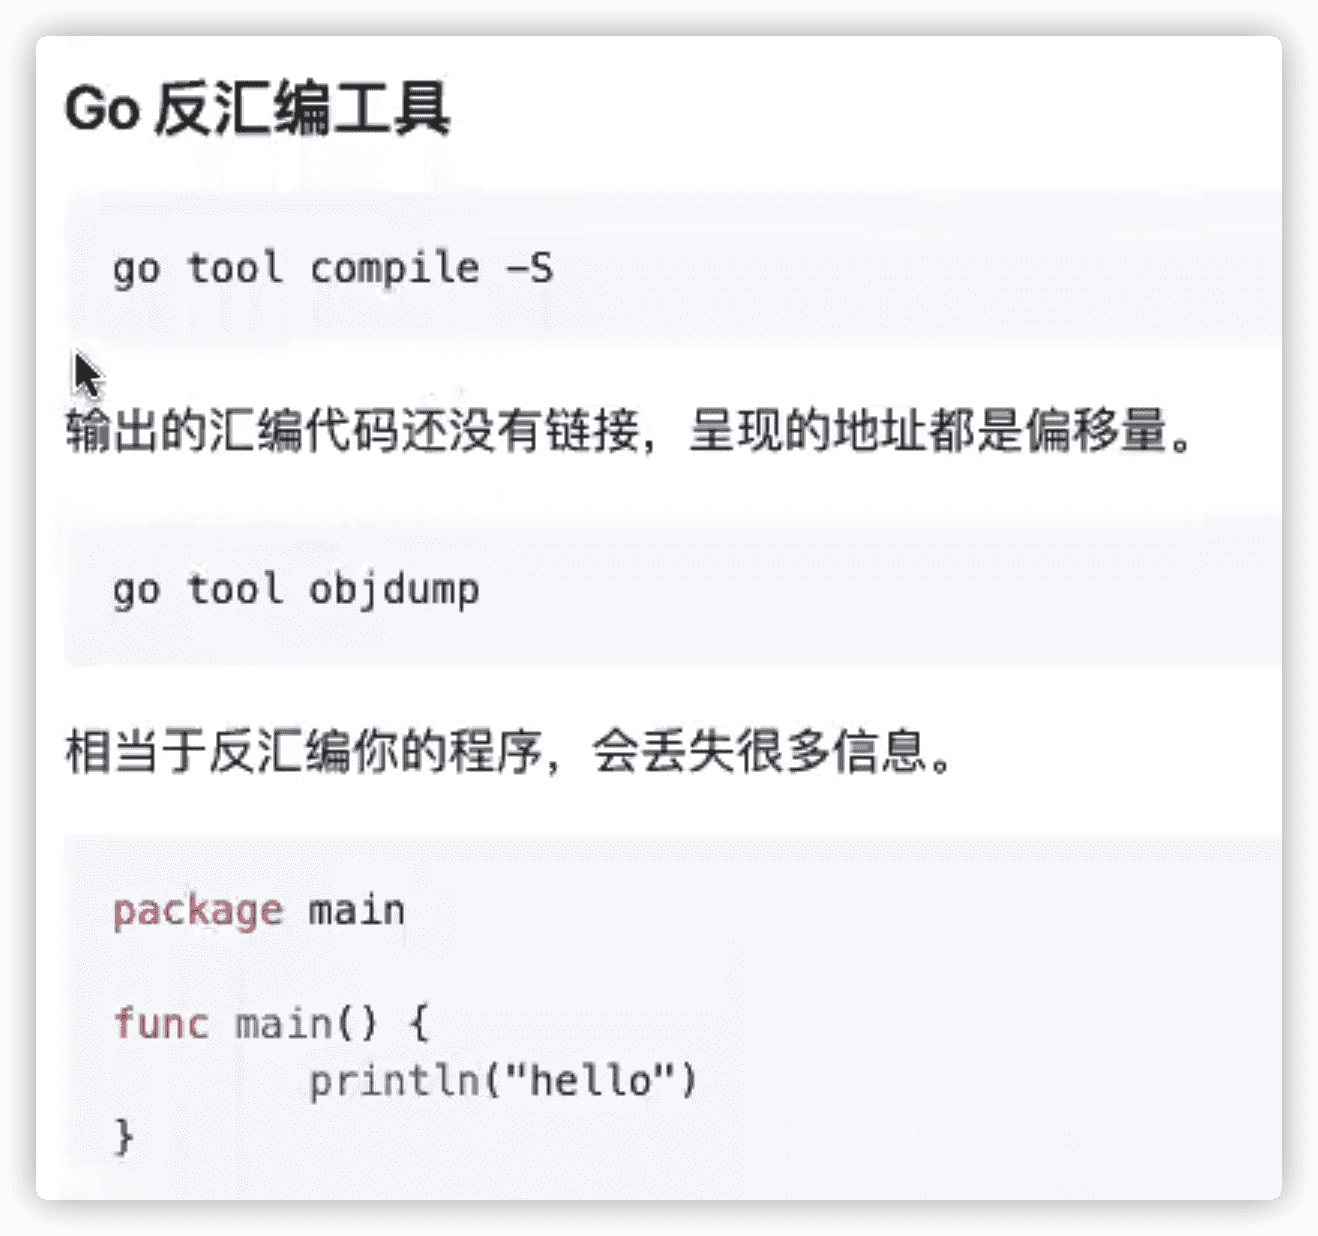 Go 反汇编工具
go tool compile -S
输出的汇编代码还没有链接，呈现的地址都是偏移量。
go tool objdump
相当于反汇编你的程序，会丢失很多信息。
package main
func main() {
println("hello")
}